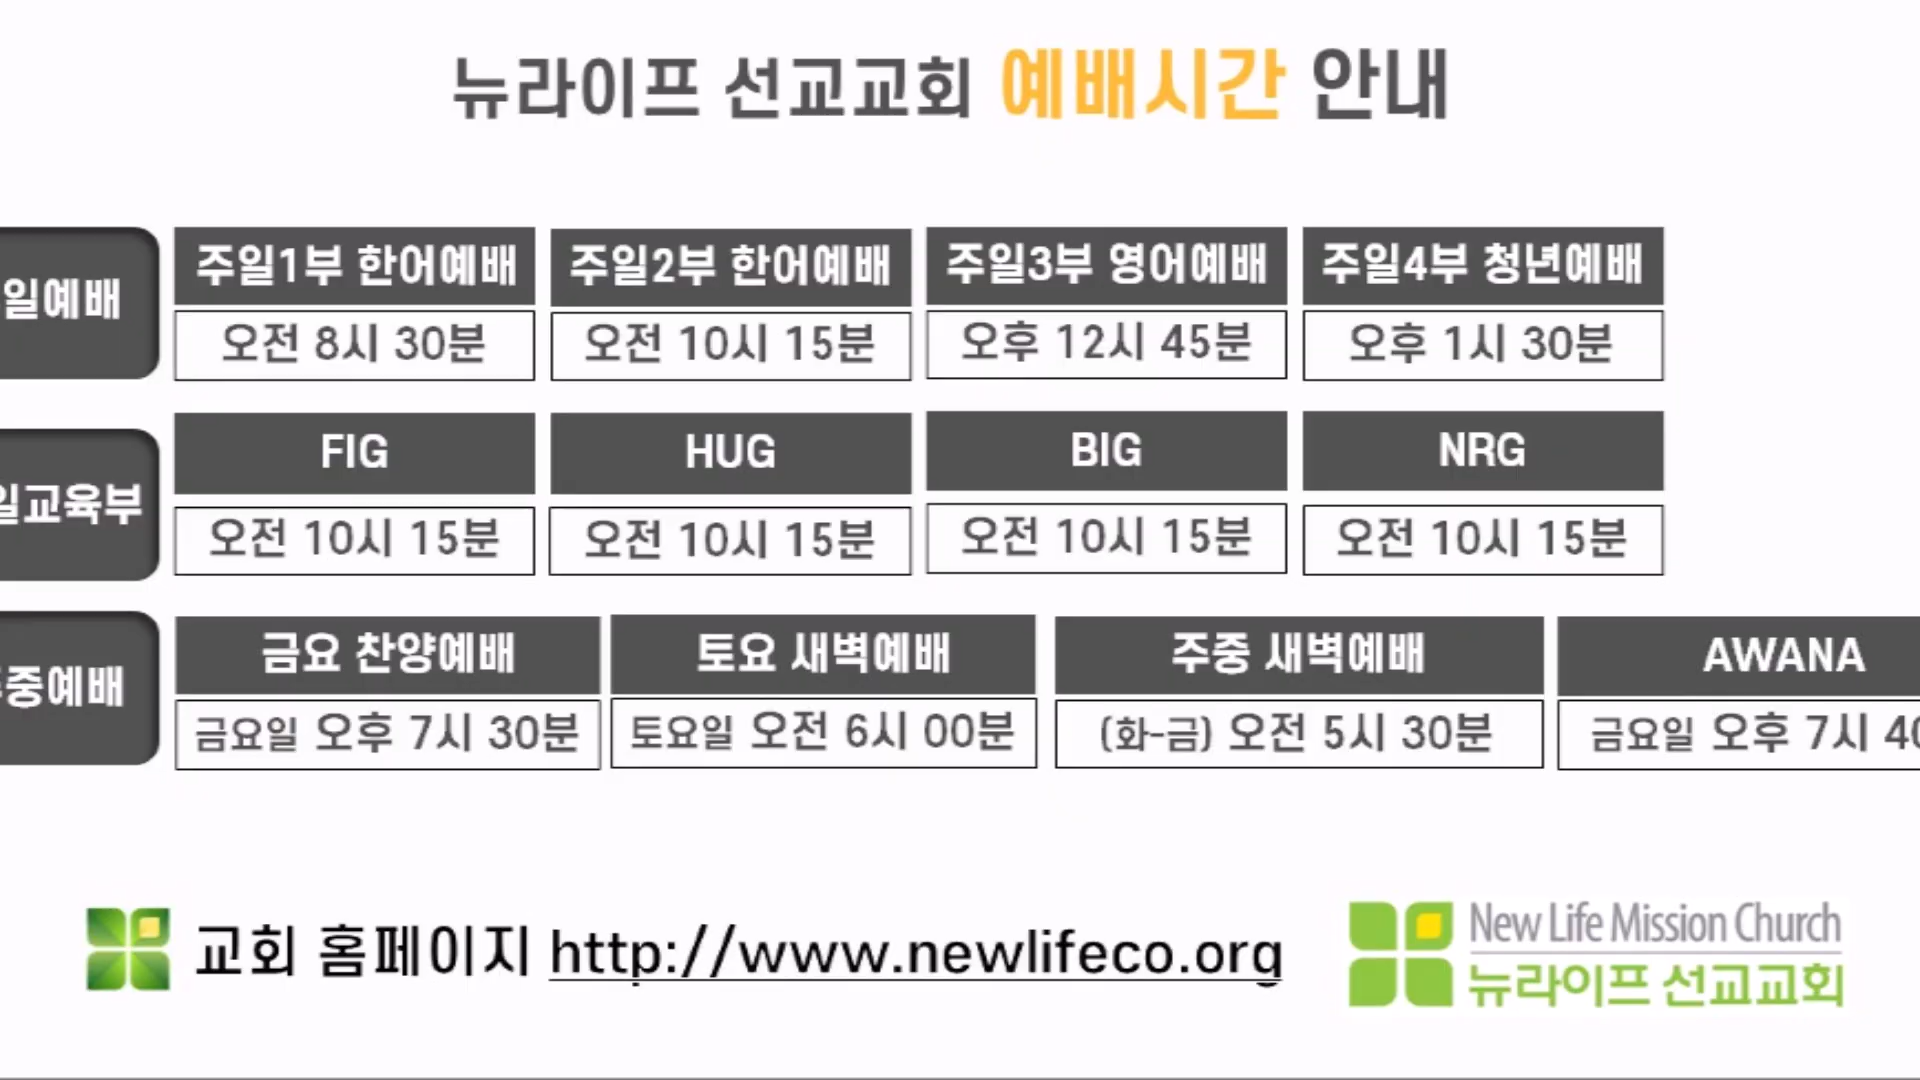 뉴라이프 선교교회 예배시간 안내
일예배 주일1부 한어예배 주일2부 한어예배 주일3부 영어예배 주일4부 청년예배
오전 8시 30분 오전 10시 15분 오후 12시 45분 오후 1시 30분
일교육부 FIG HUG BIG NRG
오전 10시 15분 오전 10시 15분 오전 10시 15분 오전 10시 15분
중예배 금요 찬양예배 토요 새벽예배 주중 새벽예배 AWANA
금요일 오후 7시 30분 토요일 오전 6시 00분 (화-금) 오전 5시 30분 금요일 오후 7시 40
교회 홈페이지 http://www.newlifeco.org
New Life Mission Church
뉴라이프 선교교회